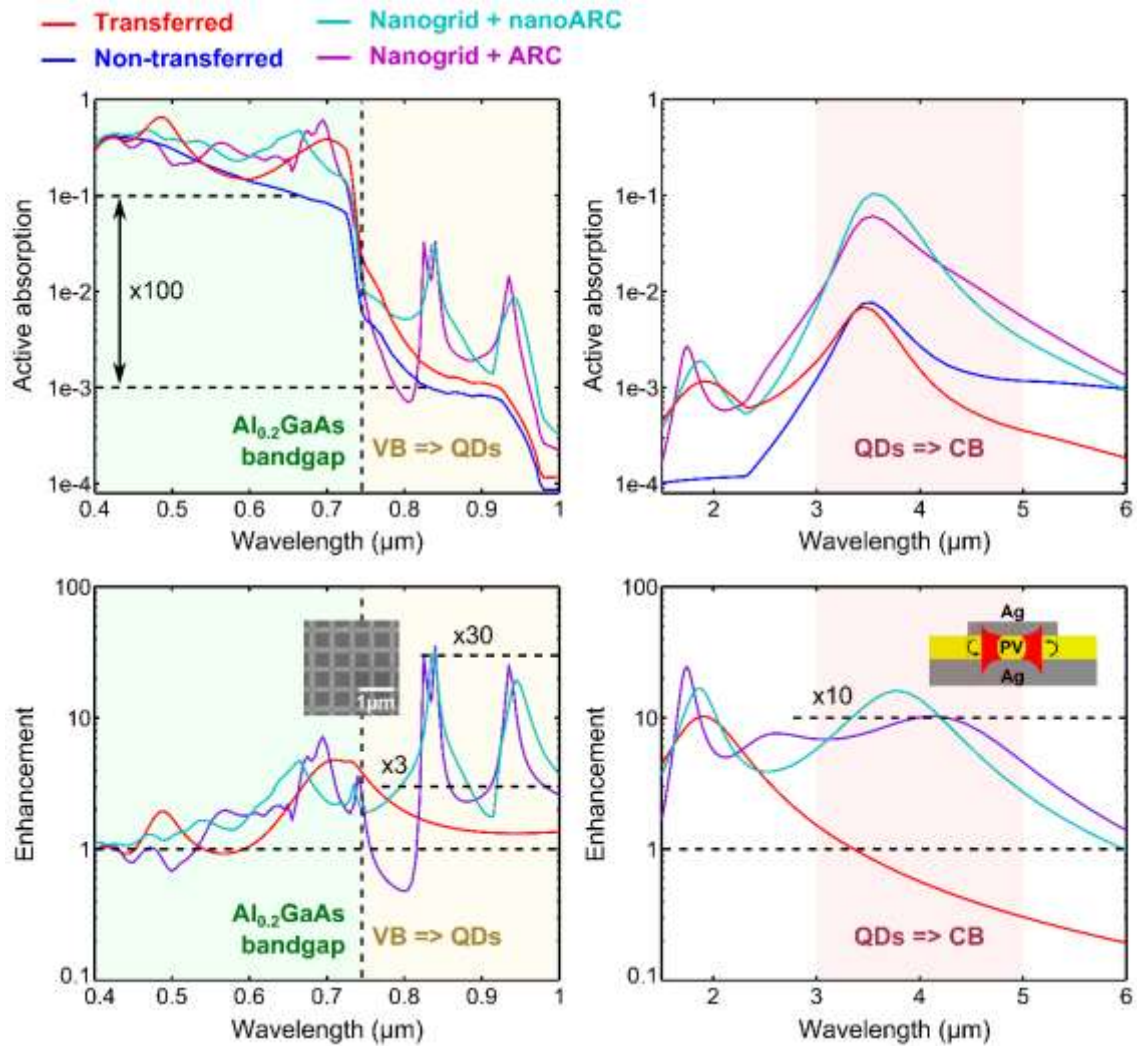 Transferred
Non-transferred
Nanogrid + nanoARC
Nanogrid + ARC
1
1e-1
1e-2
1e-3
1e-4
Active absorption
x100
Al0.2GaAs
bandgap
VB => QDs
0.4 0.5 0.6 0.7 0.8 0.9 1
Wavelength (µm)
1
1e-1
1e-2
1e-3
1e-4
Active absorption
QDs => CB
2 3 4 5 6
Wavelength (µm)
100
10
1
0.1
Enhancement
1µm
x30
x3
Al0.2GaAs
bandgap
VB => QDs
0.4 0.5 0.6 0.7 0.8 0.9 1
Wavelength (µm)
100
10
1
0.1
Enhancement
Ag
PV
Ag
x10
QDs => CB
2 3 4 5 6
Wavelength (µm)